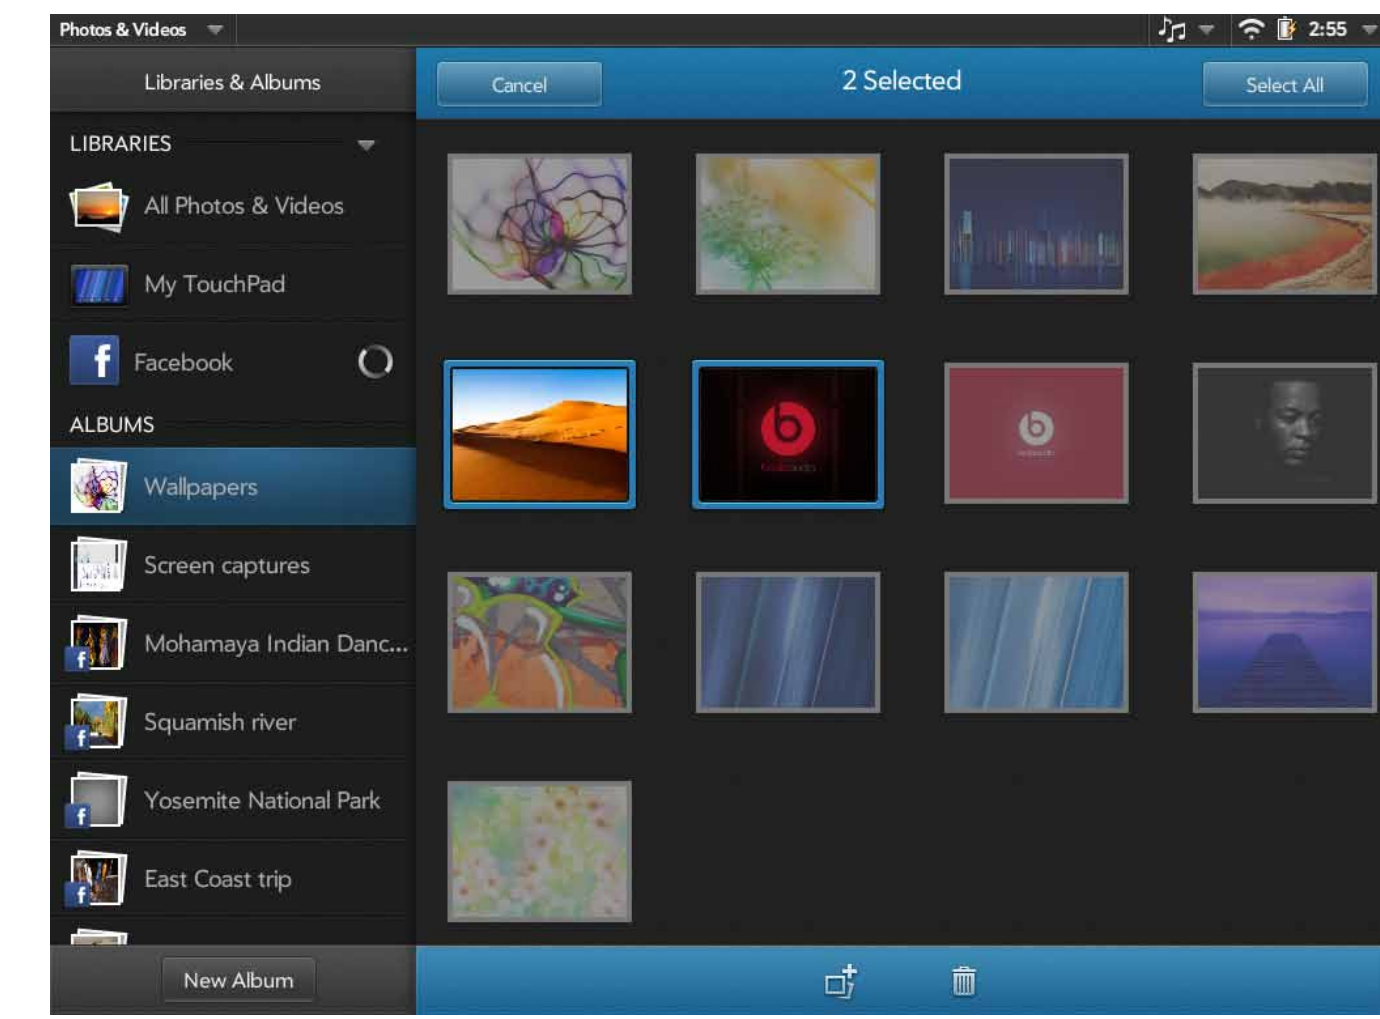 Photos & Videos
2:55
Libraries & Albums
Cancel
2 Selected
Select All
LIBRARIES
All Photos & Videos
My TouchPad
Facebook
ALBUMS
Wallpapers
Screen captures
Mohamaya Indian Danc...
Squamish river
Yosemite National Park
East Coast trip
New Album